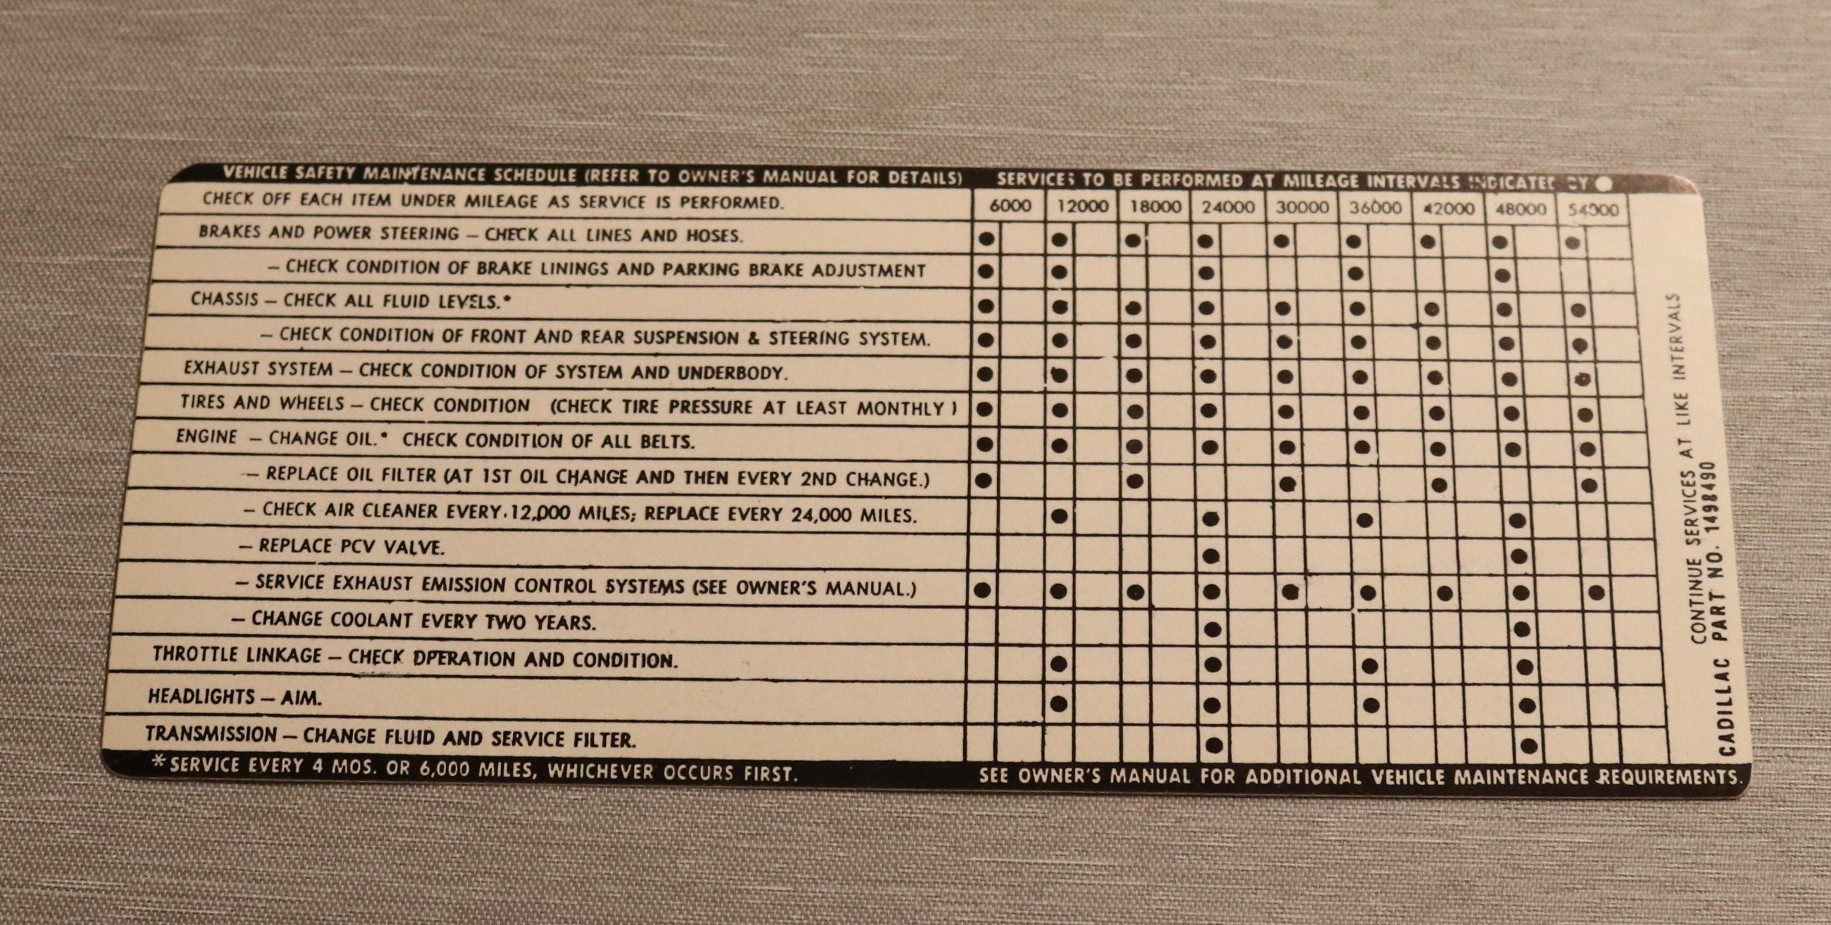 VEHICLE SAFETY MAINTENANCE SCHEDULE (REFER TO OWNER'S MANUAL FOR DETAILS) SERVICES TO BE PERFORMED AT MILEAGE INTERVALS INDICATED BY ●
CHECK OFF EACH ITEM UNDER MILEAGE AS SERVICE IS PERFORMED. 6000 12000 18000 24000 30000 36000 42000 48000 54000
BRAKES AND POWER STEERING – CHECK ALL LINES AND HOSES. ● ● ● ● ● ● ● ● ●
– CHECK CONDITION OF BRAKE LININGS AND PARKING BRAKE ADJUSTMENT ● ● ● ● ●
CHASSIS – CHECK ALL FLUID LEVELS.* ● ● ● ● ● ● ● ● ●
– CHECK CONDITION OF FRONT AND REAR SUSPENSION & STEERING SYSTEM. ● ● ● ● ● ● ● ● ●
EXHAUST SYSTEM – CHECK CONDITION OF SYSTEM AND UNDERBODY. ● ● ● ● ● ● ● ● ●
TIRES AND WHEELS – CHECK CONDITION (CHECK TIRE PRESSURE AT LEAST MONTHLY ) ● ● ● ● ● ● ● ● ●
ENGINE – CHANGE OIL.* CHECK CONDITION OF ALL BELTS. ● ● ● ● ● ● ● ● ●
– REPLACE OIL FILTER (AT 1ST OIL CHANGE AND THEN EVERY 2ND CHANGE.) ● ● ● ● ●
– CHECK AIR CLEANER EVERY 12,000 MILES; REPLACE EVERY 24,000 MILES. ● ● ● ●
– REPLACE PCV VALVE. ● ●
– SERVICE EXHAUST EMISSION CONTROL SYSTEMS (SEE OWNER'S MANUAL.) ● ● ● ● ● ● ● ● ●
– CHANGE COOLANT EVERY TWO YEARS. ● ●
THROTTLE LINKAGE – CHECK OPERATION AND CONDITION. ● ● ● ●
HEADLIGHTS – AIM. ● ● ● ●
TRANSMISSION – CHANGE FLUID AND SERVICE FILTER. ● ●
*SERVICE EVERY 4 MOS. OR 6,000 MILES, WHICHEVER OCCURS FIRST. SEE OWNER'S MANUAL FOR ADDITIONAL VEHICLE MAINTENANCE REQUIREMENTS.
CONTINUE SERVICES AT LIKE INTERVALS
CADILLAC PART NO. 1498490